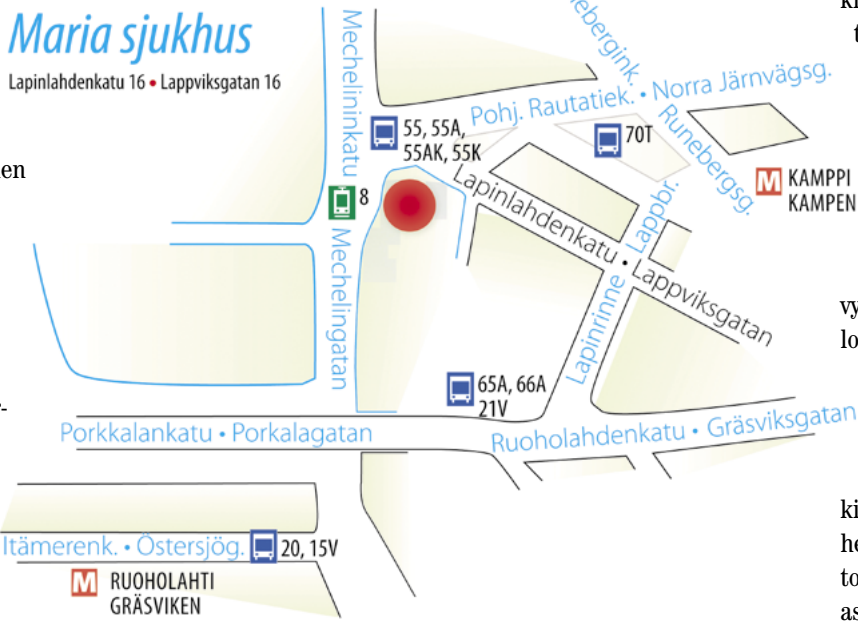 Maria sjukhus
Lapinlahdenkatu 16 • Lappviksgatan 16
Mechelininkatu
Mechelingatan
55, 55A,
55AK, 55K
8
Pohj. Rautatiek. • Norra Järnvägsg.
Runebergsg.
70T
M KAMPPI
KAMPEN
Lapinlahdenkatu • Lappviksgatan
Lappbr.
Lapinrinne
65A, 66A
21V
Porkkalankatu • Porkalagatan
Ruoholahdenkatu • Gräsviksgatan
Itämerenk. • Östersjög.
20, 15V
M RUOHOLAHTI
GRÄSVIKEN